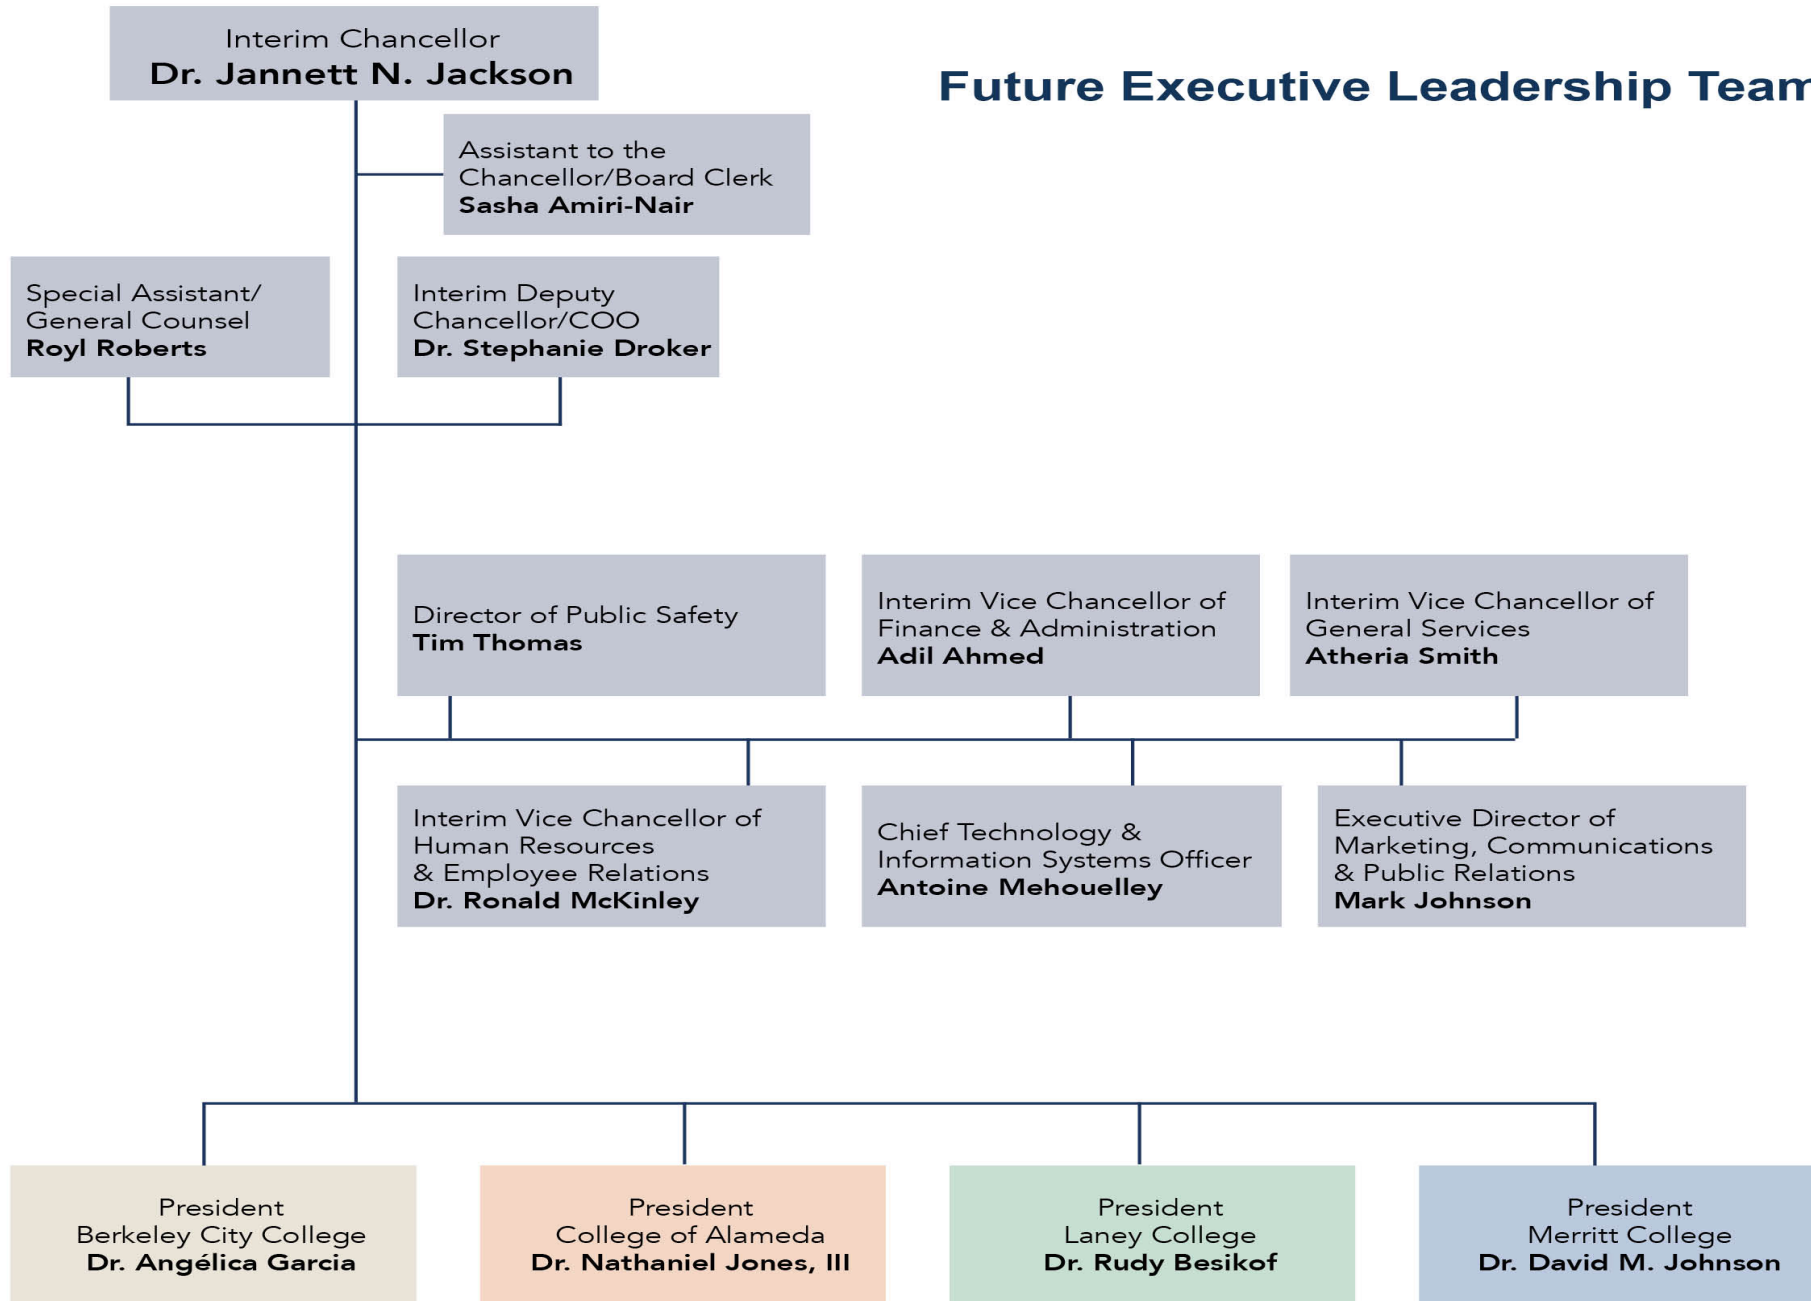 Interim Chancellor
Dr. Jannett N. Jackson
Future Executive Leadership Team
Assistant to the
Chancellor/Board Clerk
Sasha Amiri-Nair
Special Assistant/
General Counsel
Royl Roberts
Interim Deputy
Chancellor/COO
Dr. Stephanie Droker
Director of Public Safety
Tim Thomas
Interim Vice Chancellor of
Finance & Administration
Adil Ahmed
Interim Vice Chancellor of
General Services
Atheria Smith
Interim Vice Chancellor of
Human Resources
& Employee Relations
Dr. Ronald McKinley
Chief Technology &
Information Systems Officer
Antoine Mehouelley
Executive Director of
Marketing, Communications
& Public Relations
Mark Johnson
President
Berkeley City College
Dr. Angélica Garcia
President
College of Alameda
Dr. Nathaniel Jones, III
President
Laney College
Dr. Rudy Besikof
President
Merritt College
Dr. David M. Johnson